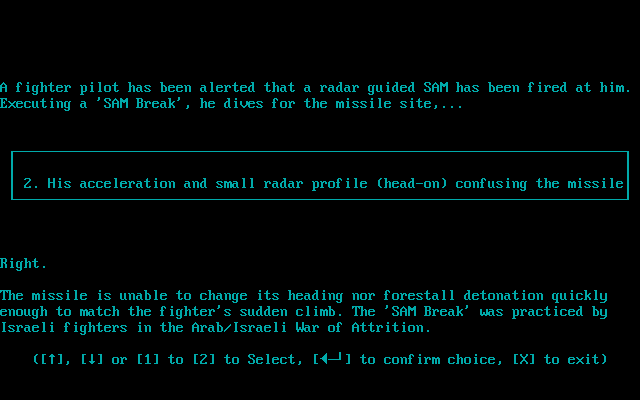 A fighter pilot has been alerted that a radar guided SAM has been fired at him.
Executing a 'SAM Break', he dives for the missile site,...
2. His acceleration and small radar profile (head-on) confusing the missile
Right.
The missile is unable to change its heading nor forestall detonation quickly
enough to match the fighter's sudden climb. The 'SAM Break' was practiced by
Israeli fighters in the Arab/Israeli War of Attrition.
([↑], [↓] or [1] to [2] to Select, [◄─┘] to confirm choice, [X] to exit)